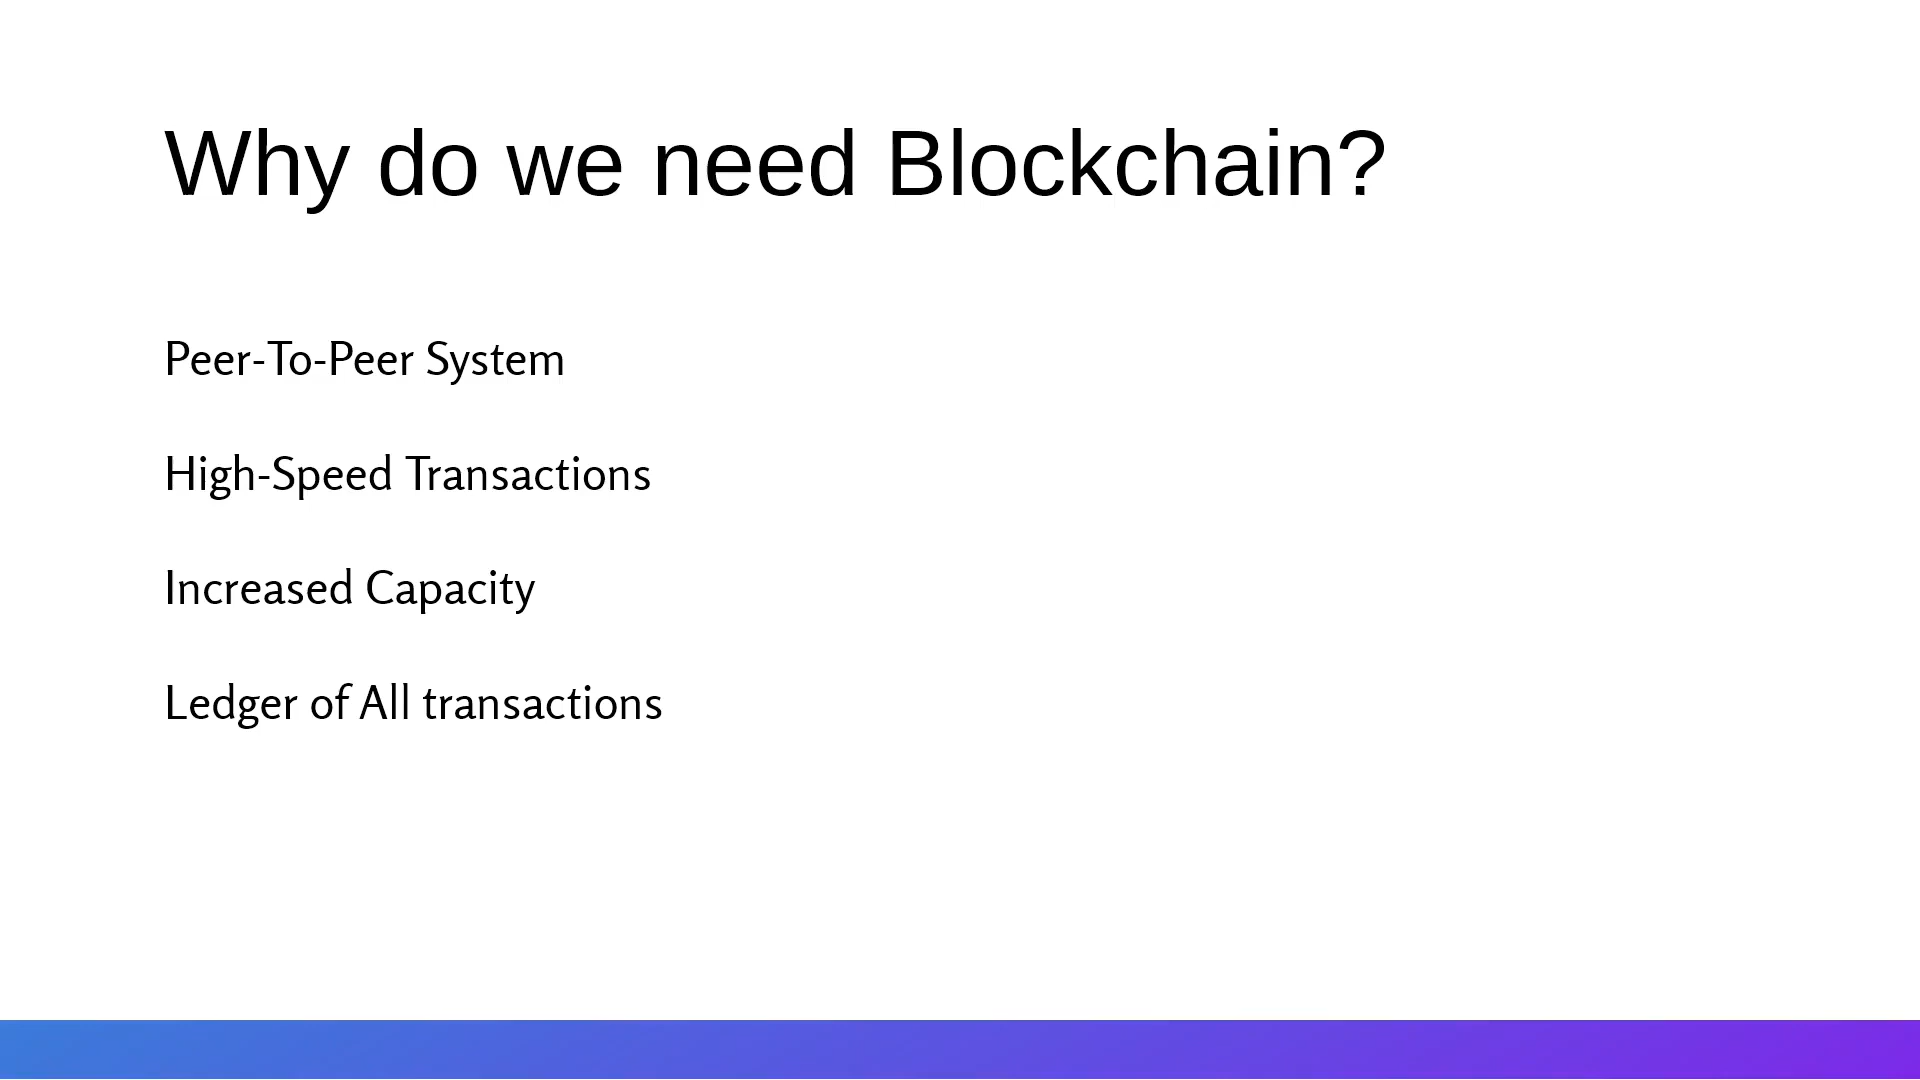 Why do we need Blockchain?
Peer-To-Peer System
High-Speed Transactions
Increased Capacity
Ledger of All transactions